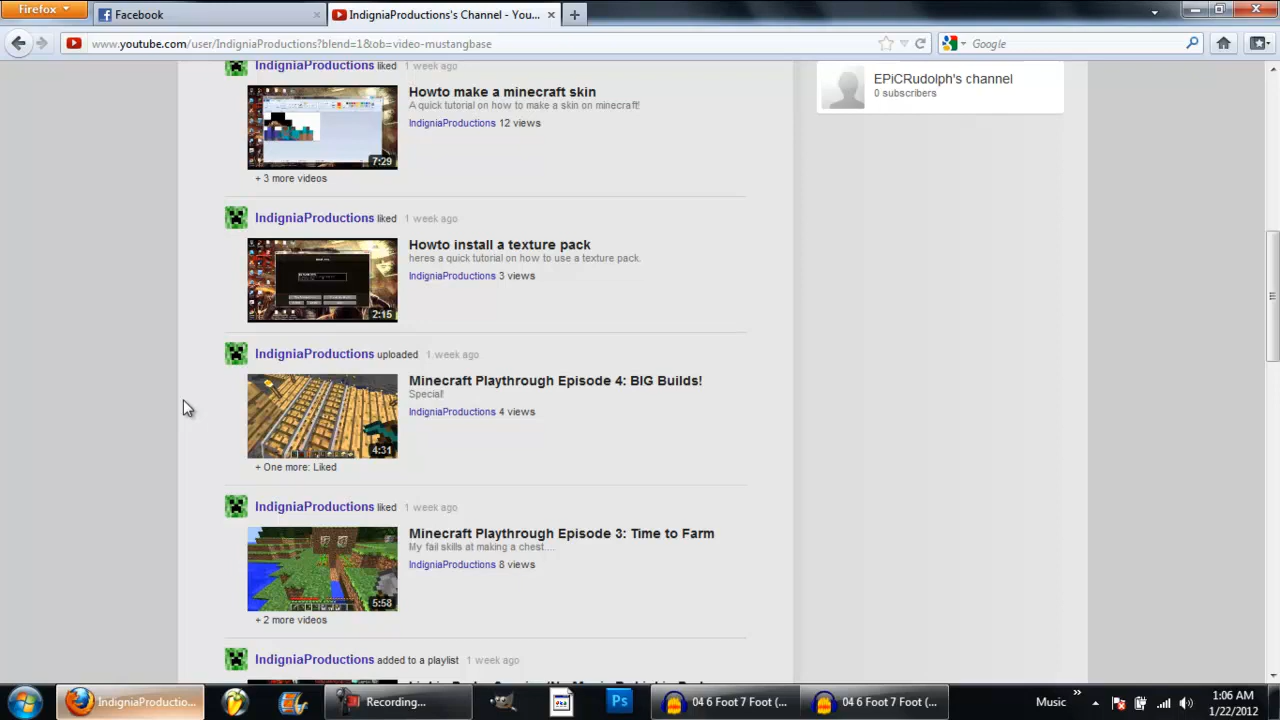 Firefox
Facebook
IndigniaProductions's Channel - You...
www.youtube.com/user/IndigniaProductions?blend=1&ob=video-mustangbase
Google
IndigniaProductions liked 1 week ago
EPiCRudolph's channel
0 subscribers
Howto make a minecraft skin
A quick tutorial on how to make a skin on minecraft!
IndigniaProductions 12 views
7:29
+ 3 more videos
IndigniaProductions liked 1 week ago
Howto install a texture pack
heres a quick tutorial on how to use a texture pack.
IndigniaProductions 3 views
2:15
IndigniaProductions uploaded 1 week ago
Minecraft Playthrough Episode 4: BIG Builds!
Special!
IndigniaProductions 4 views
4:31
+ One more: Liked
IndigniaProductions liked 1 week ago
Minecraft Playthrough Episode 3: Time to Farm
My fail skills at making a chest....
IndigniaProductions 8 views
5:58
+ 2 more videos
IndigniaProductions added to a playlist 1 week ago
IndigniaProductio...
Recording...
Ps
04 6 Foot 7 Foot (...
04 6 Foot 7 Foot (...
Music
1:06 AM
1/22/2012